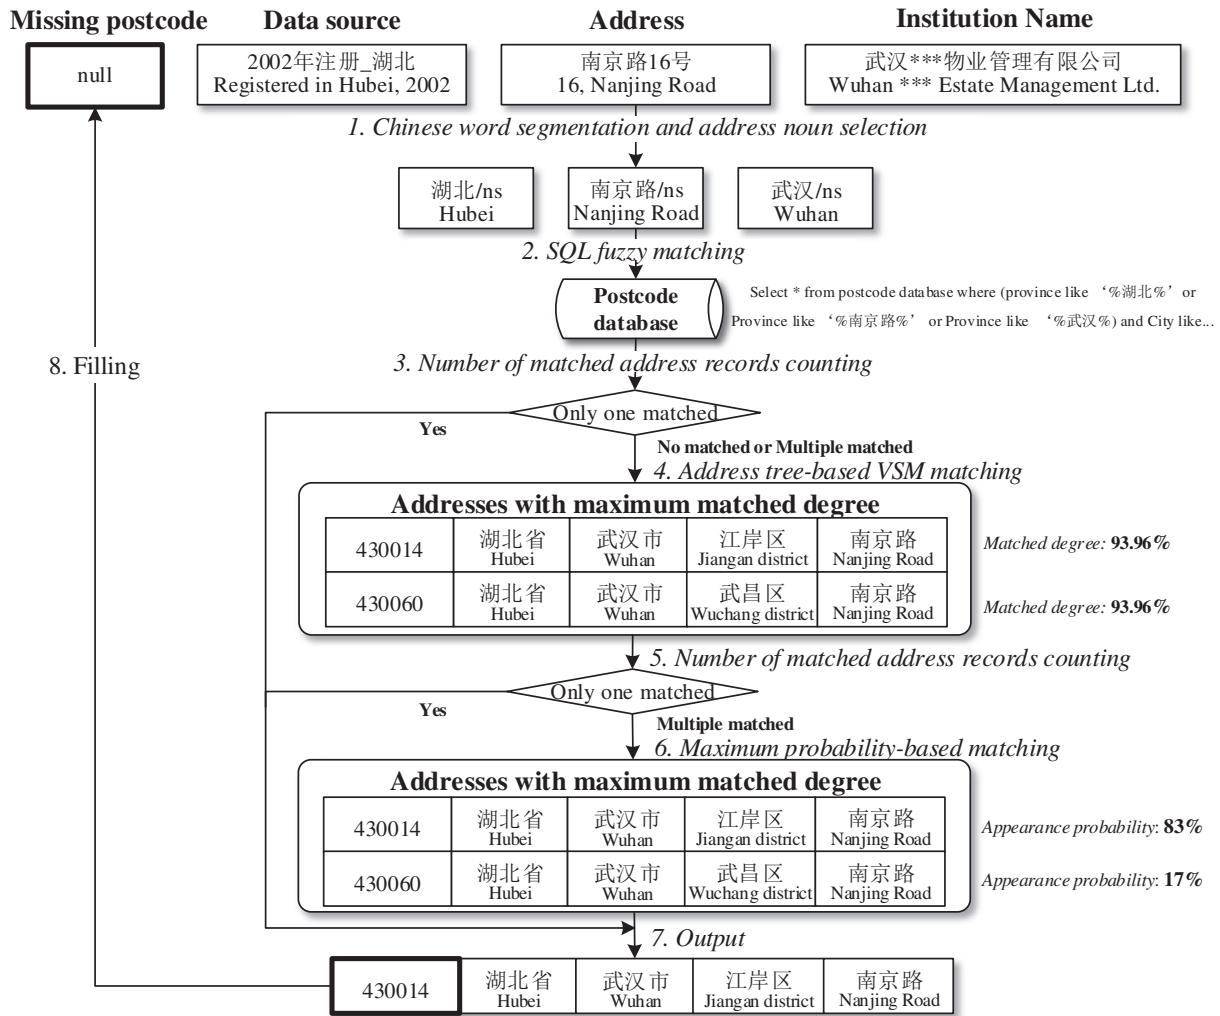 Missing postcode
Data source
Address
Institution Name
null
2002年注册_湖北
Registered in Hubei, 2002
南京路16号
16, Nanjing Road
武汉***物业管理有限公司
Wuhan *** Estate Management Ltd.
1. Chinese word segmentation and address noun selection
湖北/ns
Hubei
南京路/ns
Nanjing Road
武汉/ns
Wuhan
2. SQL fuzzy matching
Postcode
database
Select * from postcode database where (province like ‘%湖北%’ or
Province like ‘%南京路%’ or Province like ‘%武汉%) and City like...
8. Filling
3. Number of matched address records counting
Only one matched
Yes
No matched or Multiple matched
4. Address tree-based VSM matching
Addresses with maximum matched degree
430014
湖北省
Hubei
武汉市
Wuhan
江岸区
Jiangan district
南京路
Nanjing Road
Matched degree: 93.96%
430060
湖北省
Hubei
武汉市
Wuhan
武昌区
Wuchang district
南京路
Nanjing Road
Matched degree: 93.96%
5. Number of matched address records counting
Only one matched
Yes
Multiple matched
6. Maximum probability-based matching
Addresses with maximum matched degree
430014
湖北省
Hubei
武汉市
Wuhan
江岸区
Jiangan district
南京路
Nanjing Road
Appearance probability: 83%
430060
湖北省
Hubei
武汉市
Wuhan
武昌区
Wuchang district
南京路
Nanjing Road
Appearance probability: 17%
7. Output
430014
湖北省
Hubei
武汉市
Wuhan
江岸区
Jiangan district
南京路
Nanjing Road